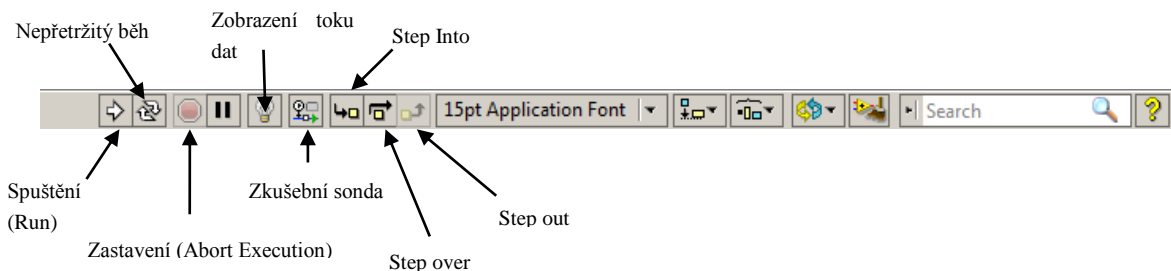 Nepřetržitý běh
Zobrazení toku
dat
Step Into
15pt Application Font
Search
Spuštění
(Run)
Zkušební sonda
Step out
Zastavení (Abort Execution)
Step over